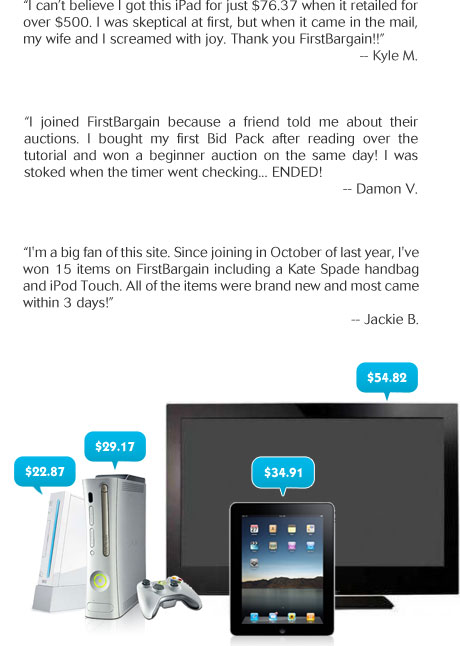 “I can’t believe I got this iPad for just $76.37 when it retailed for
over $500. I was skeptical at first, but when it came in the mail,
my wife and I screamed with joy. Thank you FirstBargain!!”
-- Kyle M.
“I joined FirstBargain because a friend told me about their
auctions. I bought my first Bid Pack after reading over the
tutorial and won a beginner auction on the same day! I was
stoked when the timer went checking... ENDED!
-- Damon V.
“I'm a big fan of this site. Since joining in October of last year, I've
won 15 items on FirstBargain including a Kate Spade handbag
and iPod Touch. All of the items were brand new and most came
within 3 days!”
-- Jackie B.
$54.82
$29.17
$22.87
$34.91